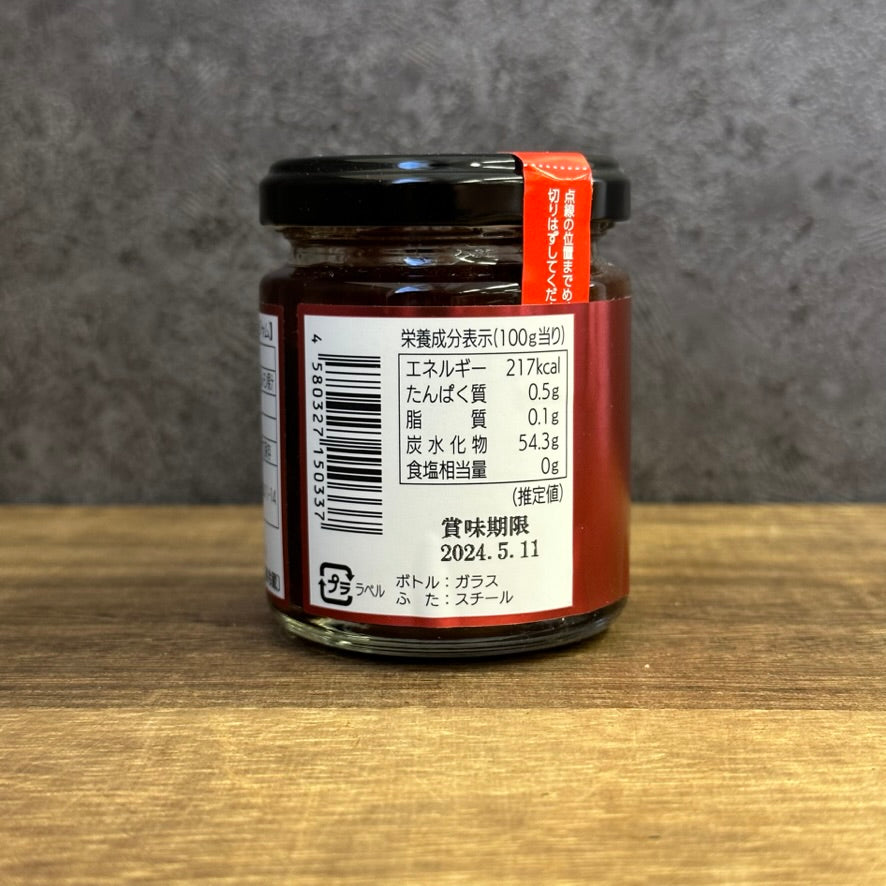 点線の位置までめ
切りはずしてくだ
栄養成分表示(100g当り)
エネルギー 217kcal
たんぱく質 0.5g
脂質 0.1g
炭水化物 54.3g
食塩相当量 0g
(推定値)
賞味期限
2024.5.11
4 580327 150337
プラ ラベル
ボトル：ガラス
ふた：スチール